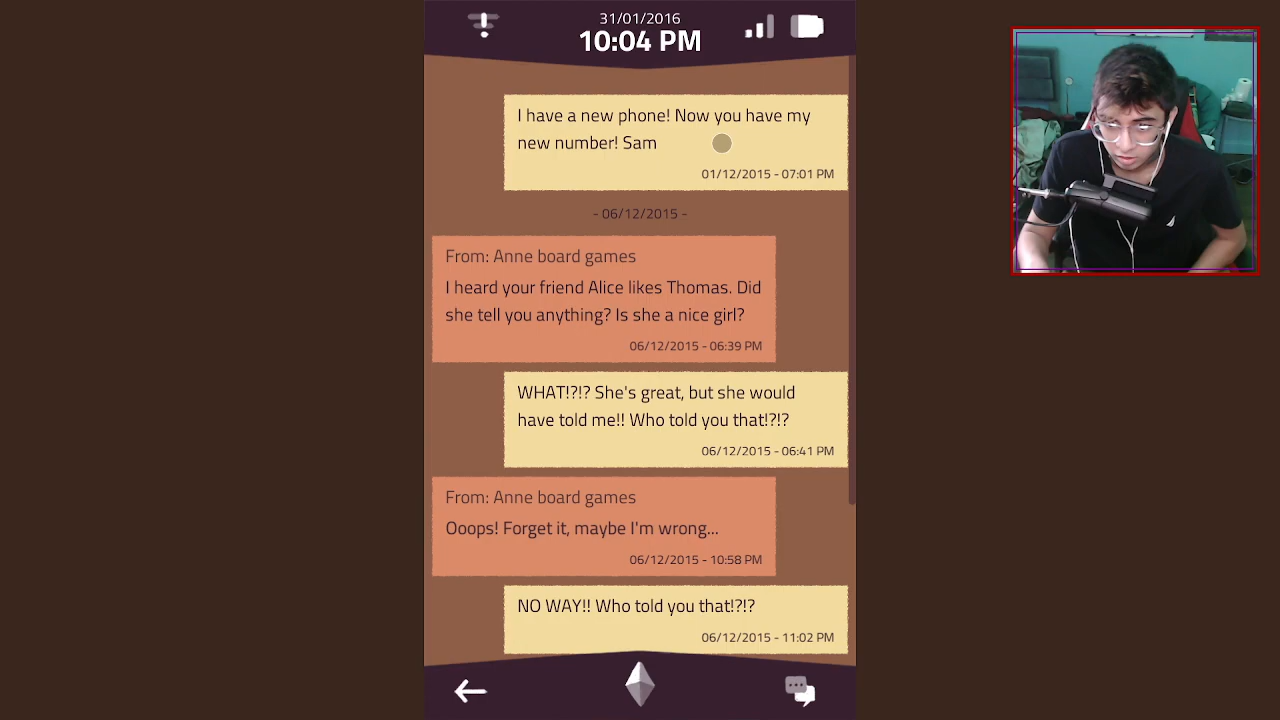 31/01/2016
10:04 PM
I have a new phone! Now you have my
new number! Sam
01/12/2015 - 07:01 PM
- 06/12/2015 -
From: Anne board games
I heard your friend Alice likes Thomas. Did
she tell you anything? Is she a nice girl?
06/12/2015 - 06:39 PM
WHAT!?!? She's great, but she would
have told me!! Who told you that!?!?
06/12/2015 - 06:41 PM
From: Anne board games
Ooops! Forget it, maybe I'm wrong...
06/12/2015 - 10:58 PM
NO WAY!! Who told you that!?!?
06/12/2015 - 11:02 PM